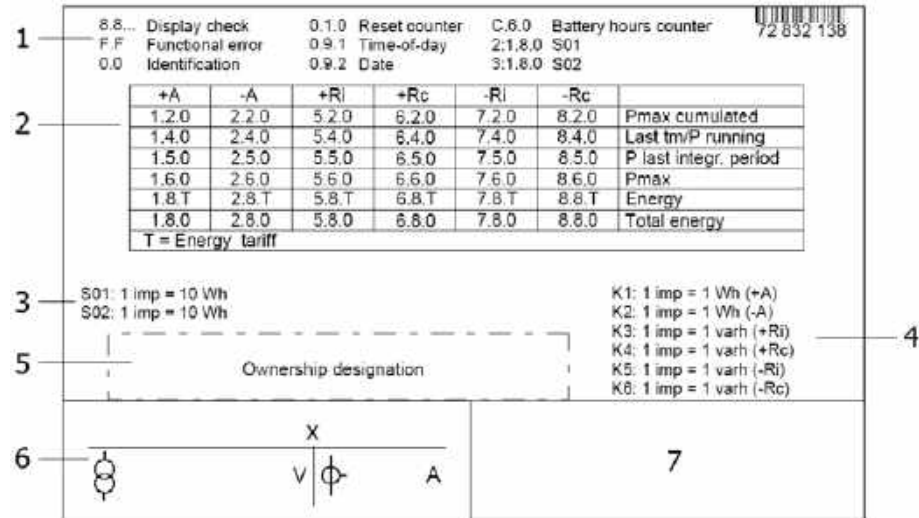 8.8... Display check 0.1.0 Reset counter C.6.0 Battery hours counter
72 832 138
1 F.F Functional error 0.9.1 Time-of-day 2:1.8.0 S01
0.0 Identification 0.9.2 Date 3:1.8.0 S02
+A -A +Ri +Rc -Ri -Rc
2 1.2.0 2.2.0 5.2.0 6.2.0 7.2.0 8.2.0 Pmax cumulated
1.4.0 2.4.0 5.4.0 6.4.0 7.4.0 8.4.0 Last tm/P running
1.5.0 2.5.0 5.5.0 6.5.0 7.5.0 8.5.0 P last integr. period
1.6.0 2.6.0 5.6.0 6.6.0 7.6.0 8.6.0 Pmax
1.8.T 2.8.T 5.8.T 6.8.T 7.8.T 8.8.T Energy
1.8.0 2.8.0 5.8.0 6.8.0 7.8.0 8.8.0 Total energy
T = Energy tariff
3 S01: 1 imp = 10 Wh
S02: 1 imp = 10 Wh
K1: 1 imp = 1 Wh (+A)
K2: 1 imp = 1 Wh (-A)
K3: 1 imp = 1 varh (+Ri)
4
K4: 1 imp = 1 varh (+Rc)
K5: 1 imp = 1 varh (-Ri)
K6: 1 imp = 1 varh (-Rc)
5 Ownership designation
X
6 V A
7